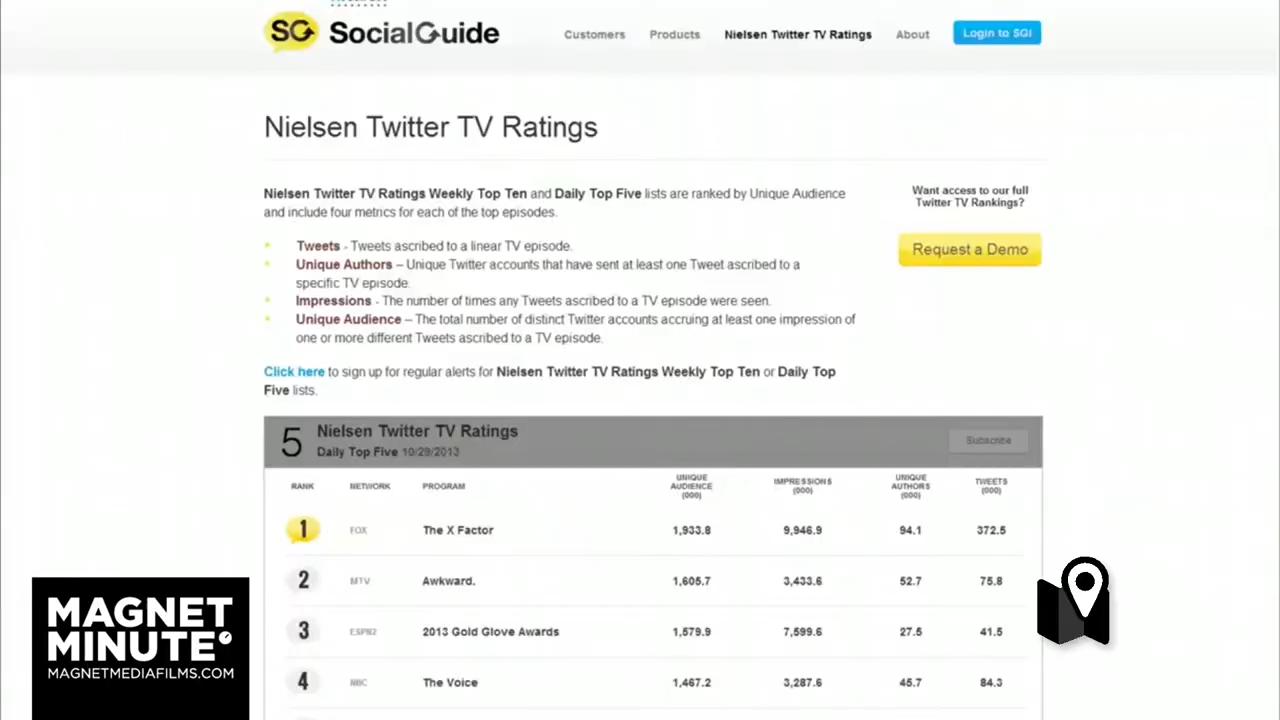 SG SocialGuide
Customers Products Nielsen Twitter TV Ratings About Login to SGI
Nielsen Twitter TV Ratings
Nielsen Twitter TV Ratings Weekly Top Ten and Daily Top Five lists are ranked by Unique Audience
and include four metrics for each of the top episodes.
Want access to our full
Twitter TV Rankings?
Request a Demo
Tweets - Tweets ascribed to a linear TV episode.
Unique Authors – Unique Twitter accounts that have sent at least one Tweet ascribed to a
specific TV episode.
Impressions - The number of times any Tweets ascribed to a TV episode were seen.
Unique Audience – The total number of distinct Twitter accounts accruing at least one impression of
one or more different Tweets ascribed to a TV episode.
Click here to sign up for regular alerts for Nielsen Twitter TV Ratings Weekly Top Ten or Daily Top
Five lists.
5 Nielsen Twitter TV Ratings
Daily Top Five 10/29/2013
Subscribe
RANK NETWORK PROGRAM UNIQUE AUDIENCE (000) IMPRESSIONS (000) UNIQUE AUTHORS (000) TWEETS (000)
1 FOX The X Factor 1,933.8 9,946.9 94.1 372.5
2 MTV Awkward. 1,605.7 3,433.6 52.7 75.8
3 ESPN2 2013 Gold Glove Awards 1,579.9 7,599.6 27.5 41.5
4 NBC The Voice 1,467.2 3,287.6 45.7 84.3
MAGNET
MINUTE
MAGNETMEDIAFILMS.COM